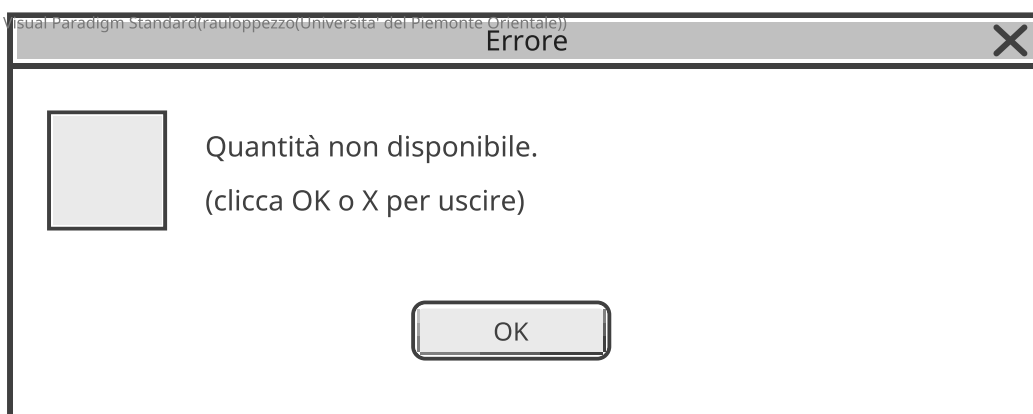 Visual Paradigm Standard(rauloppezzo(Universita' del Piemonte Orientale))
Errore
Quantità non disponibile.
(clicca OK o X per uscire)
OK